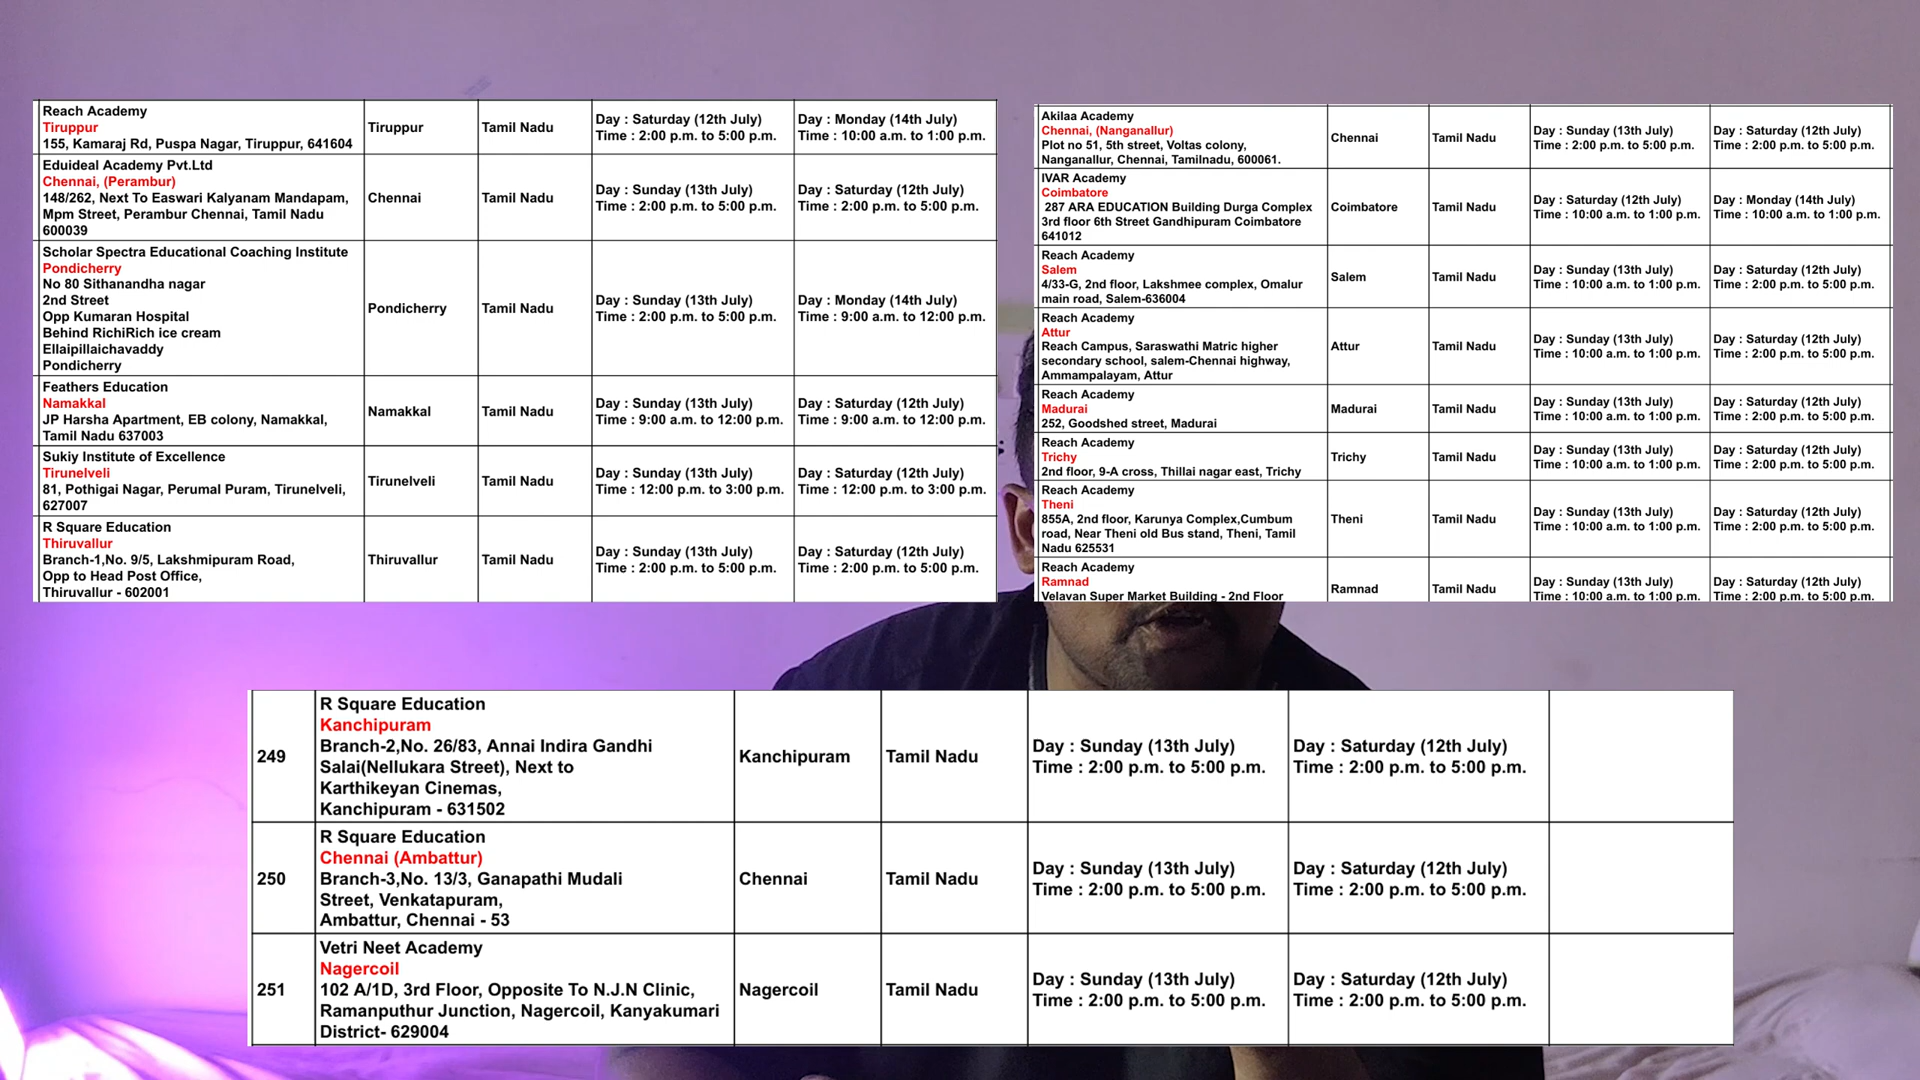 Reach Academy
Tiruppur
155, Kamaraj Rd, Puspa Nagar, Tiruppur, 641604
Tiruppur
Tamil Nadu
Day : Saturday (12th July)
Time : 2:00 p.m. to 5:00 p.m.
Day : Monday (14th July)
Time : 10:00 a.m. to 1:00 p.m.
Eduideal Academy Pvt.Ltd
Chennai, (Perambur)
148/262, Next To Easwari Kalyanam Mandapam,
Mpm Street, Perambur Chennai, Tamil Nadu
600039
Chennai
Tamil Nadu
Day : Sunday (13th July)
Time : 2:00 p.m. to 5:00 p.m.
Day : Saturday (12th July)
Time : 2:00 p.m. to 5:00 p.m.
Scholar Spectra Educational Coaching Institute
Pondicherry
No 80 Sithanandha nagar
2nd Street
Opp Kumaran Hospital
Behind RichiRich ice cream
Ellaipillaichavaddy
Pondicherry
Pondicherry
Tamil Nadu
Day : Sunday (13th July)
Time : 2:00 p.m. to 5:00 p.m.
Day : Monday (14th July)
Time : 9:00 a.m. to 12:00 p.m.
Feathers Education
Namakkal
JP Harsha Apartment, EB colony, Namakkal,
Tamil Nadu 637003
Namakkal
Tamil Nadu
Day : Sunday (13th July)
Time : 9:00 a.m. to 12:00 p.m.
Day : Saturday (12th July)
Time : 9:00 a.m. to 12:00 p.m.
Sukiy Institute of Excellence
Tirunelveli
81, Pothigai Nagar, Perumal Puram, Tirunelveli,
627007
Tirunelveli
Tamil Nadu
Day : Sunday (13th July)
Time : 12:00 p.m. to 3:00 p.m.
Day : Saturday (12th July)
Time : 12:00 p.m. to 3:00 p.m.
R Square Education
Thiruvallur
Branch-1,No. 9/5, Lakshmipuram Road,
Opp to Head Post Office,
Thiruvallur - 602001
Thiruvallur
Tamil Nadu
Day : Sunday (13th July)
Time : 2:00 p.m. to 5:00 p.m.
Day : Saturday (12th July)
Time : 2:00 p.m. to 5:00 p.m.
Akilaa Academy
Chennai, (Nanganallur)
Plot no 51, 5th street, Voltas colony,
Nanganallur, Chennai, Tamilnadu, 600061.
Chennai
Tamil Nadu
Day : Sunday (13th July)
Time : 2:00 p.m. to 5:00 p.m.
Day : Saturday (12th July)
Time : 2:00 p.m. to 5:00 p.m.
IVAR Academy
Coimbatore
287 ARA EDUCATION Building Durga Complex
3rd floor 6th Street Gandhipuram Coimbatore
641012
Coimbatore
Tamil Nadu
Day : Saturday (12th July)
Time : 10:00 a.m. to 1:00 p.m.
Day : Monday (14th July)
Time : 10:00 a.m. to 1:00 p.m.
Reach Academy
Salem
4/33-G, 2nd floor, Lakshmee complex, Omalur
main road, Salem-636004
Salem
Tamil Nadu
Day : Sunday (13th July)
Time : 10:00 a.m. to 1:00 p.m.
Day : Saturday (12th July)
Time : 2:00 p.m. to 5:00 p.m.
Reach Academy
Attur
Reach Campus, Saraswathi Matric higher
secondary school, salem-Chennai highway,
Ammampalayam, Attur
Attur
Tamil Nadu
Day : Sunday (13th July)
Time : 10:00 a.m. to 1:00 p.m.
Day : Saturday (12th July)
Time : 2:00 p.m. to 5:00 p.m.
Reach Academy
Madurai
252, Goodshed street, Madurai
Madurai
Tamil Nadu
Day : Sunday (13th July)
Time : 10:00 a.m. to 1:00 p.m.
Day : Saturday (12th July)
Time : 2:00 p.m. to 5:00 p.m.
Reach Academy
Trichy
2nd floor, 9-A cross, Thillai nagar east, Trichy
Trichy
Tamil Nadu
Day : Sunday (13th July)
Time : 10:00 a.m. to 1:00 p.m.
Day : Saturday (12th July)
Time : 2:00 p.m. to 5:00 p.m.
Reach Academy
Theni
855A, 2nd floor, Karunya Complex,Cumbum
road, Near Theni old Bus stand, Theni, Tamil
Nadu 625531
Theni
Tamil Nadu
Day : Sunday (13th July)
Time : 10:00 a.m. to 1:00 p.m.
Day : Saturday (12th July)
Time : 2:00 p.m. to 5:00 p.m.
Reach Academy
Ramnad
Velavan Super Market Building - 2nd Floor
Ramnad
Tamil Nadu
Day : Sunday (13th July)
Time : 10:00 a.m. to 1:00 p.m.
Day : Saturday (12th July)
Time : 2:00 p.m. to 5:00 p.m.
249
R Square Education
Kanchipuram
Branch-2,No. 26/83, Annai Indira Gandhi
Salai(Nellukara Street), Next to
Karthikeyan Cinemas,
Kanchipuram - 631502
Kanchipuram
Tamil Nadu
Day : Sunday (13th July)
Time : 2:00 p.m. to 5:00 p.m.
Day : Saturday (12th July)
Time : 2:00 p.m. to 5:00 p.m.
250
R Square Education
Chennai (Ambattur)
Branch-3,No. 13/3, Ganapathi Mudali
Street, Venkatapuram,
Ambattur, Chennai - 53
Chennai
Tamil Nadu
Day : Sunday (13th July)
Time : 2:00 p.m. to 5:00 p.m.
Day : Saturday (12th July)
Time : 2:00 p.m. to 5:00 p.m.
251
Vetri Neet Academy
Nagercoil
102 A/1D, 3rd Floor, Opposite To N.J.N Clinic,
Ramanputhur Junction, Nagercoil, Kanyakumari
District- 629004
Nagercoil
Tamil Nadu
Day : Sunday (13th July)
Time : 2:00 p.m. to 5:00 p.m.
Day : Saturday (12th July)
Time : 2:00 p.m. to 5:00 p.m.